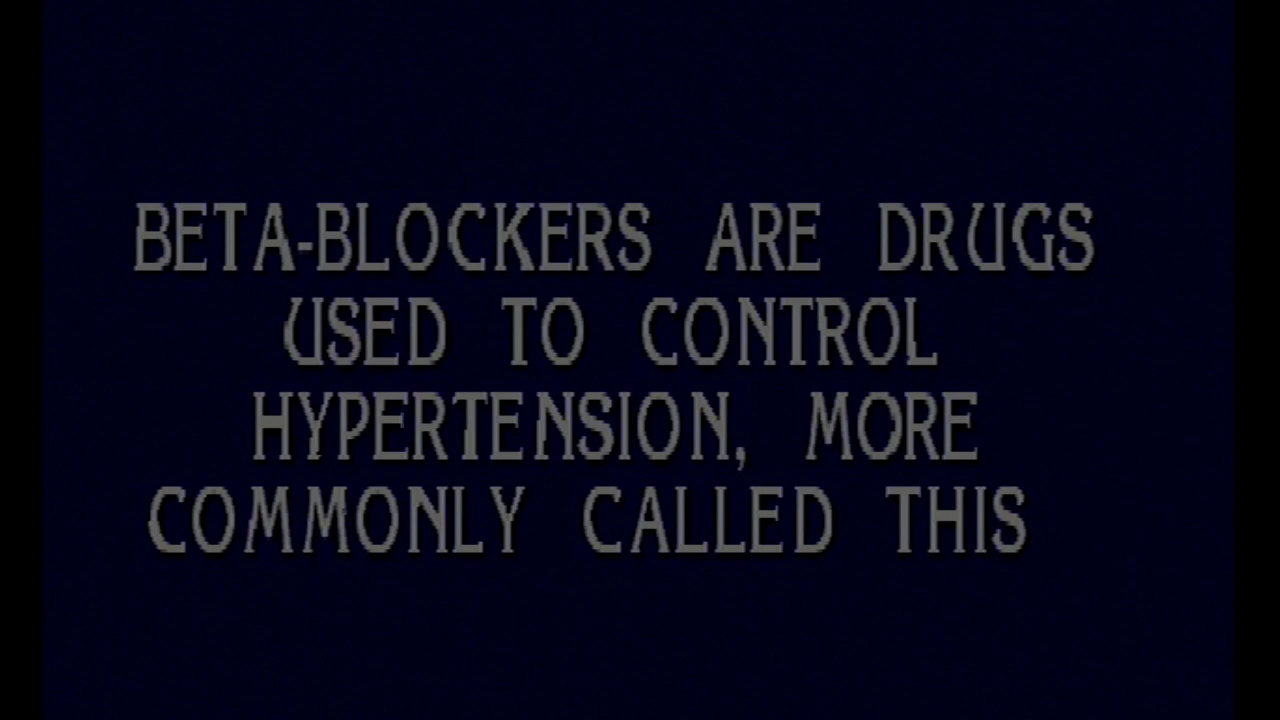 BETA-BLOCKERS ARE DRUGS
USED TO CONTROL
HYPERTENSION, MORE
COMMONLY CALLED THIS